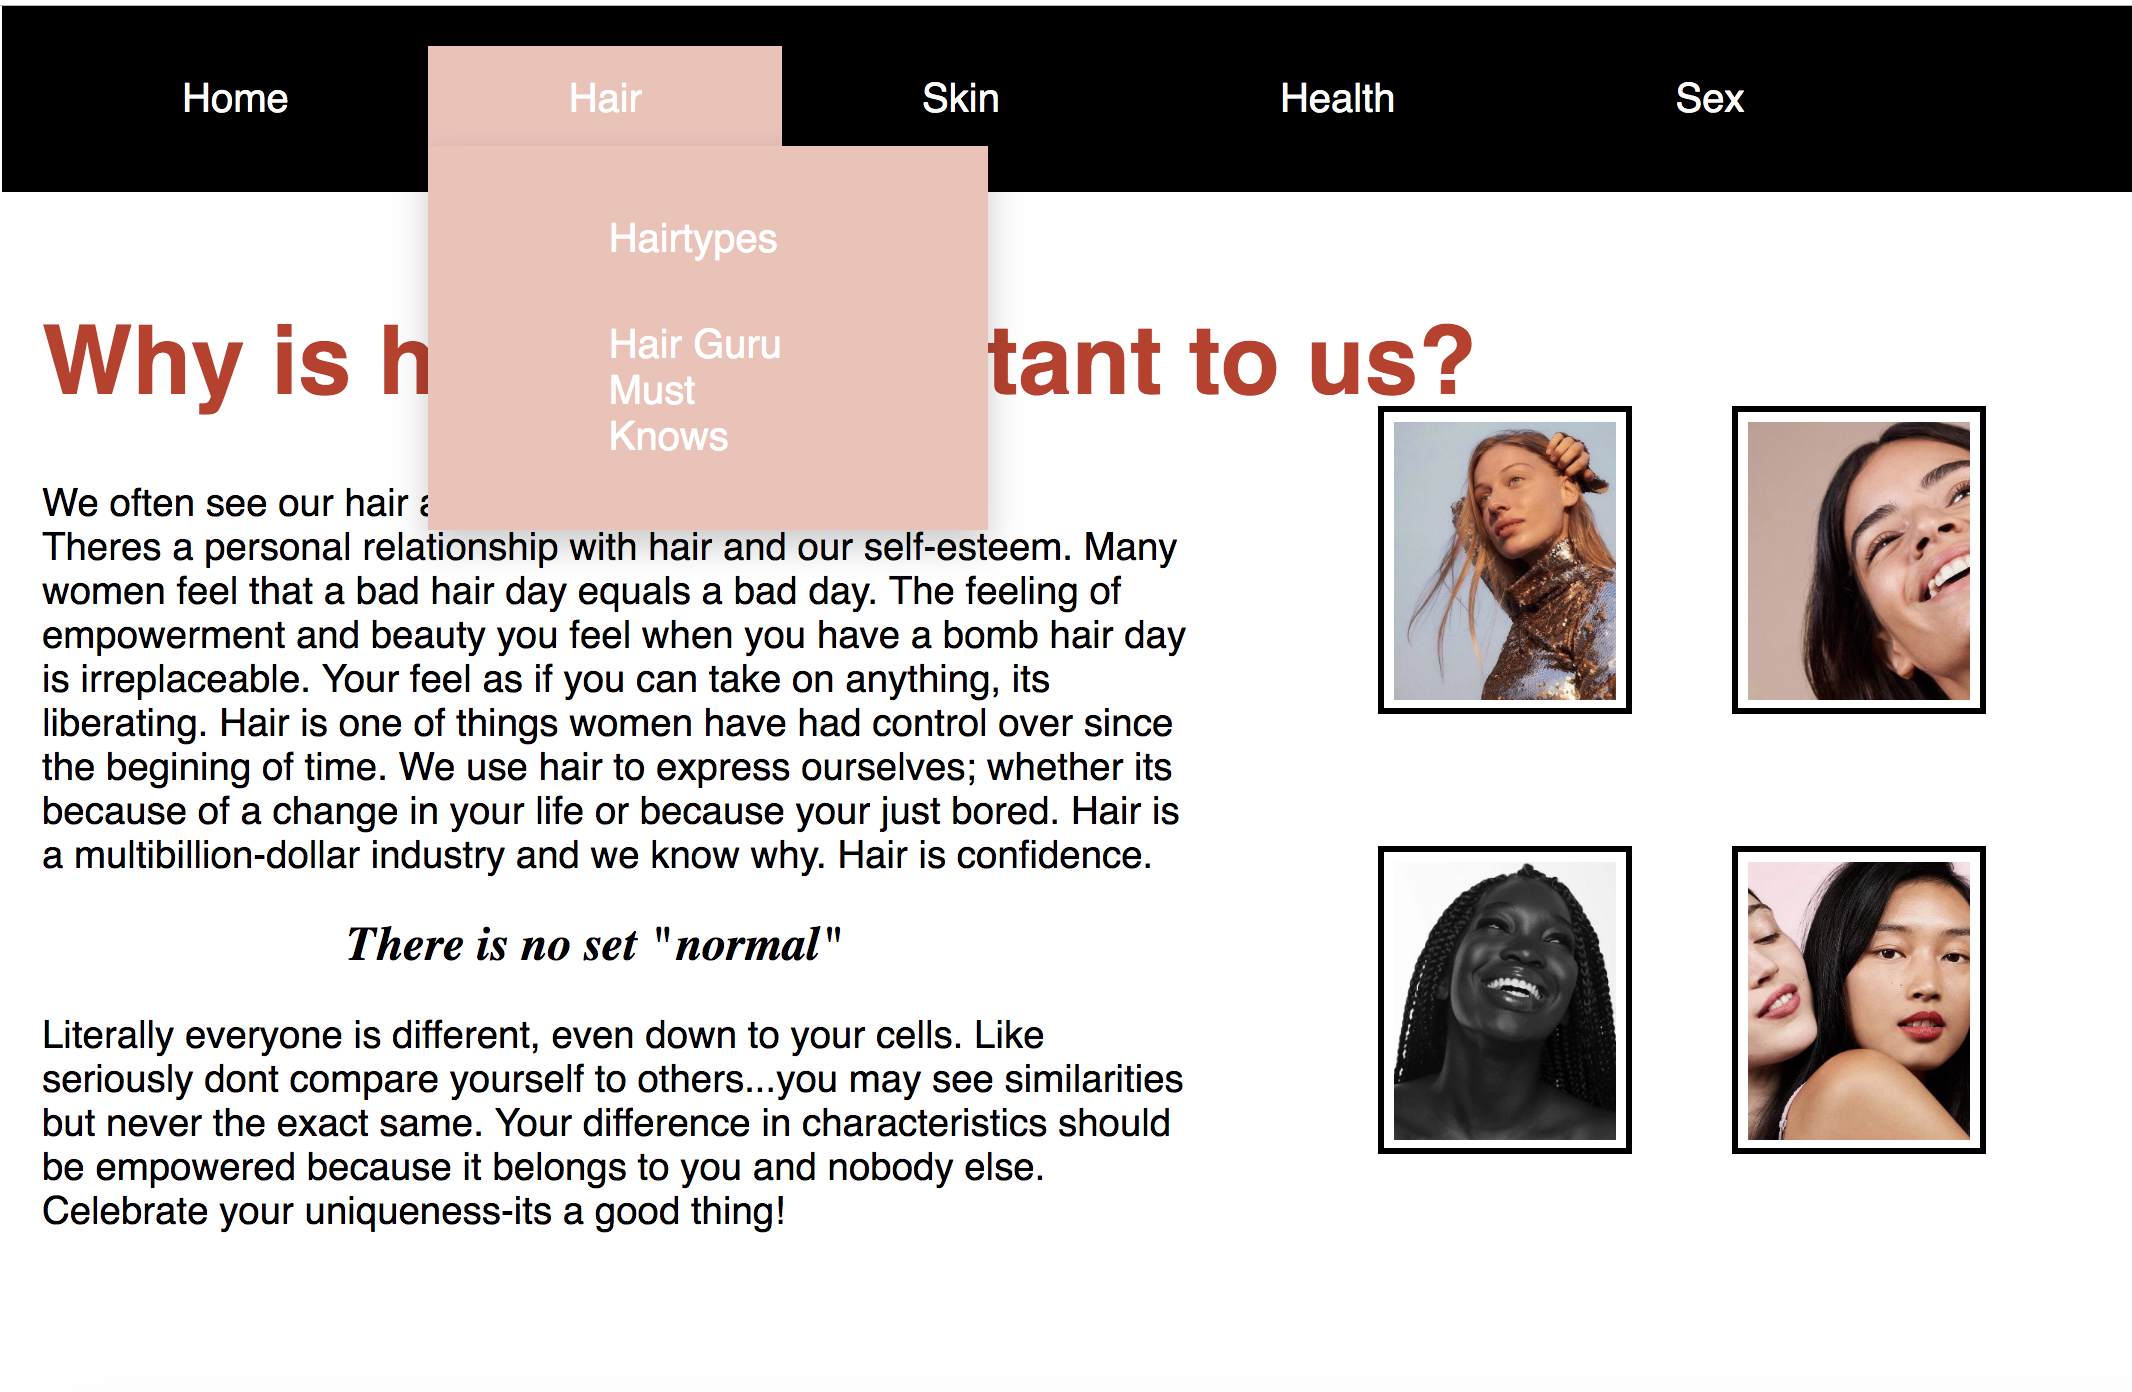 Home Hair Skin Health Sex
Hairtypes
Hair Guru
Must
Knows
Why is tant to us?
We often see our hair
Theres a personal relationship with hair and our self-esteem. Many
women feel that a bad hair day equals a bad day. The feeling of
empowerment and beauty you feel when you have a bomb hair day
is irreplaceable. Your feel as if you can take on anything, its
liberating. Hair is one of things women have had control over since
the begining of time. We use hair to express ourselves; whether its
because of a change in your life or because your just bored. Hair is
a multibillion-dollar industry and we know why. Hair is confidence.
There is no set "normal"
Literally everyone is different, even down to your cells. Like
seriously dont compare yourself to others...you may see similarities
but never the exact same. Your difference in characteristics should
be empowered because it belongs to you and nobody else.
Celebrate your uniqueness-its a good thing!